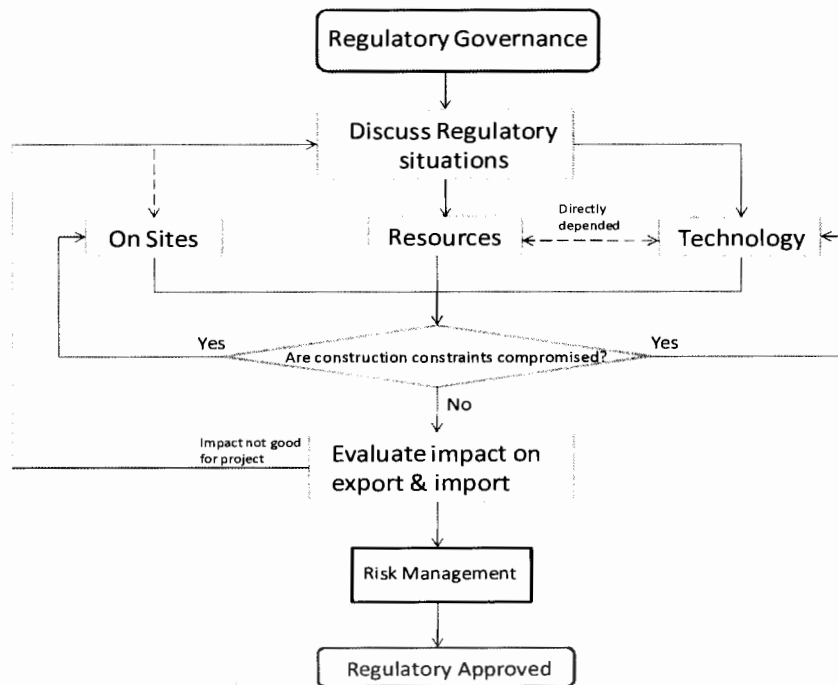 Regulatory Governance
Discuss Regulatory
situations
On Sites
Resources
Directly
depended
Technology
Yes
Are construction constraints compromised?
Yes
No
Impact not good
for project
Evaluate impact on
export & import
Risk Management
Regulatory Approved